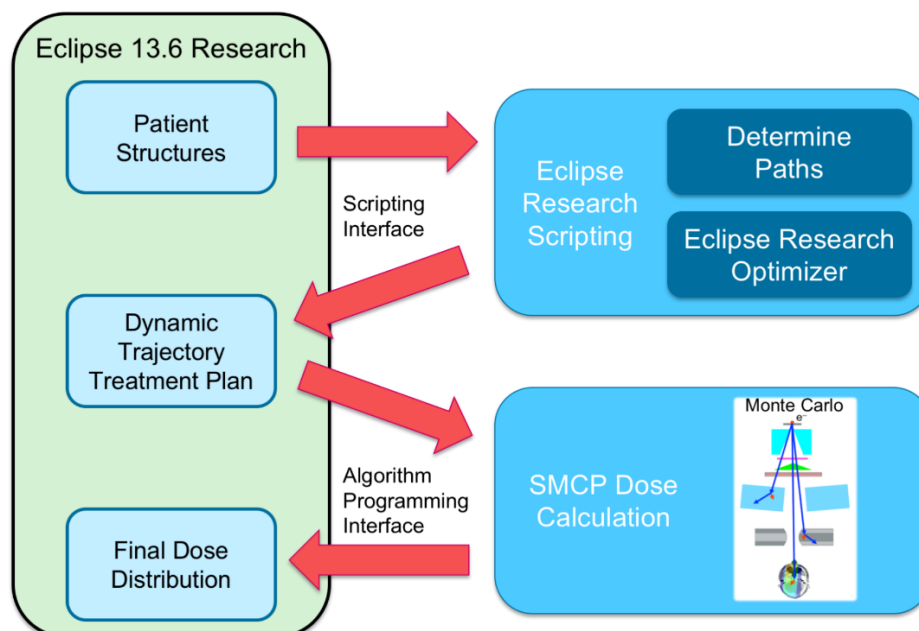 Eclipse 13.6 Research
Patient
Structures
Scripting
Interface
Dynamic
Trajectory
Treatment Plan
Algorithm
Programming
Interface
Final Dose
Distribution
Eclipse
Research
Scripting
Determine
Paths
Eclipse Research
Optimizer
SMCP Dose
Calculation
Monte Carlo
e⁻